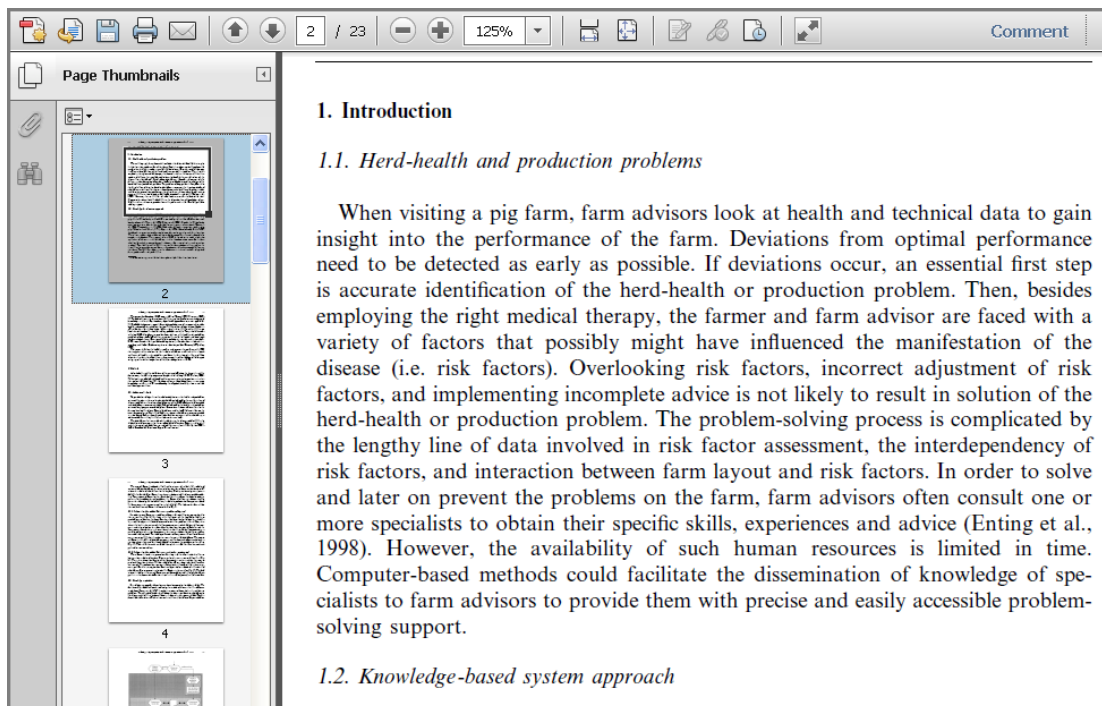 2 / 23
125%
Comment
Page Thumbnails
2
3
4
1. Introduction
1.1. Herd-health and production problems
When visiting a pig farm, farm advisors look at health and technical data to gain
insight into the performance of the farm. Deviations from optimal performance
need to be detected as early as possible. If deviations occur, an essential first step
is accurate identification of the herd-health or production problem. Then, besides
employing the right medical therapy, the farmer and farm advisor are faced with a
variety of factors that possibly might have influenced the manifestation of the
disease (i.e. risk factors). Overlooking risk factors, incorrect adjustment of risk
factors, and implementing incomplete advice is not likely to result in solution of the
herd-health or production problem. The problem-solving process is complicated by
the lengthy line of data involved in risk factor assessment, the interdependency of
risk factors, and interaction between farm layout and risk factors. In order to solve
and later on prevent the problems on the farm, farm advisors often consult one or
more specialists to obtain their specific skills, experiences and advice (Enting et al.,
1998). However, the availability of such human resources is limited in time.
Computer-based methods could facilitate the dissemination of knowledge of spe-
cialists to farm advisors to provide them with precise and easily accessible problem-
solving support.
1.2. Knowledge-based system approach